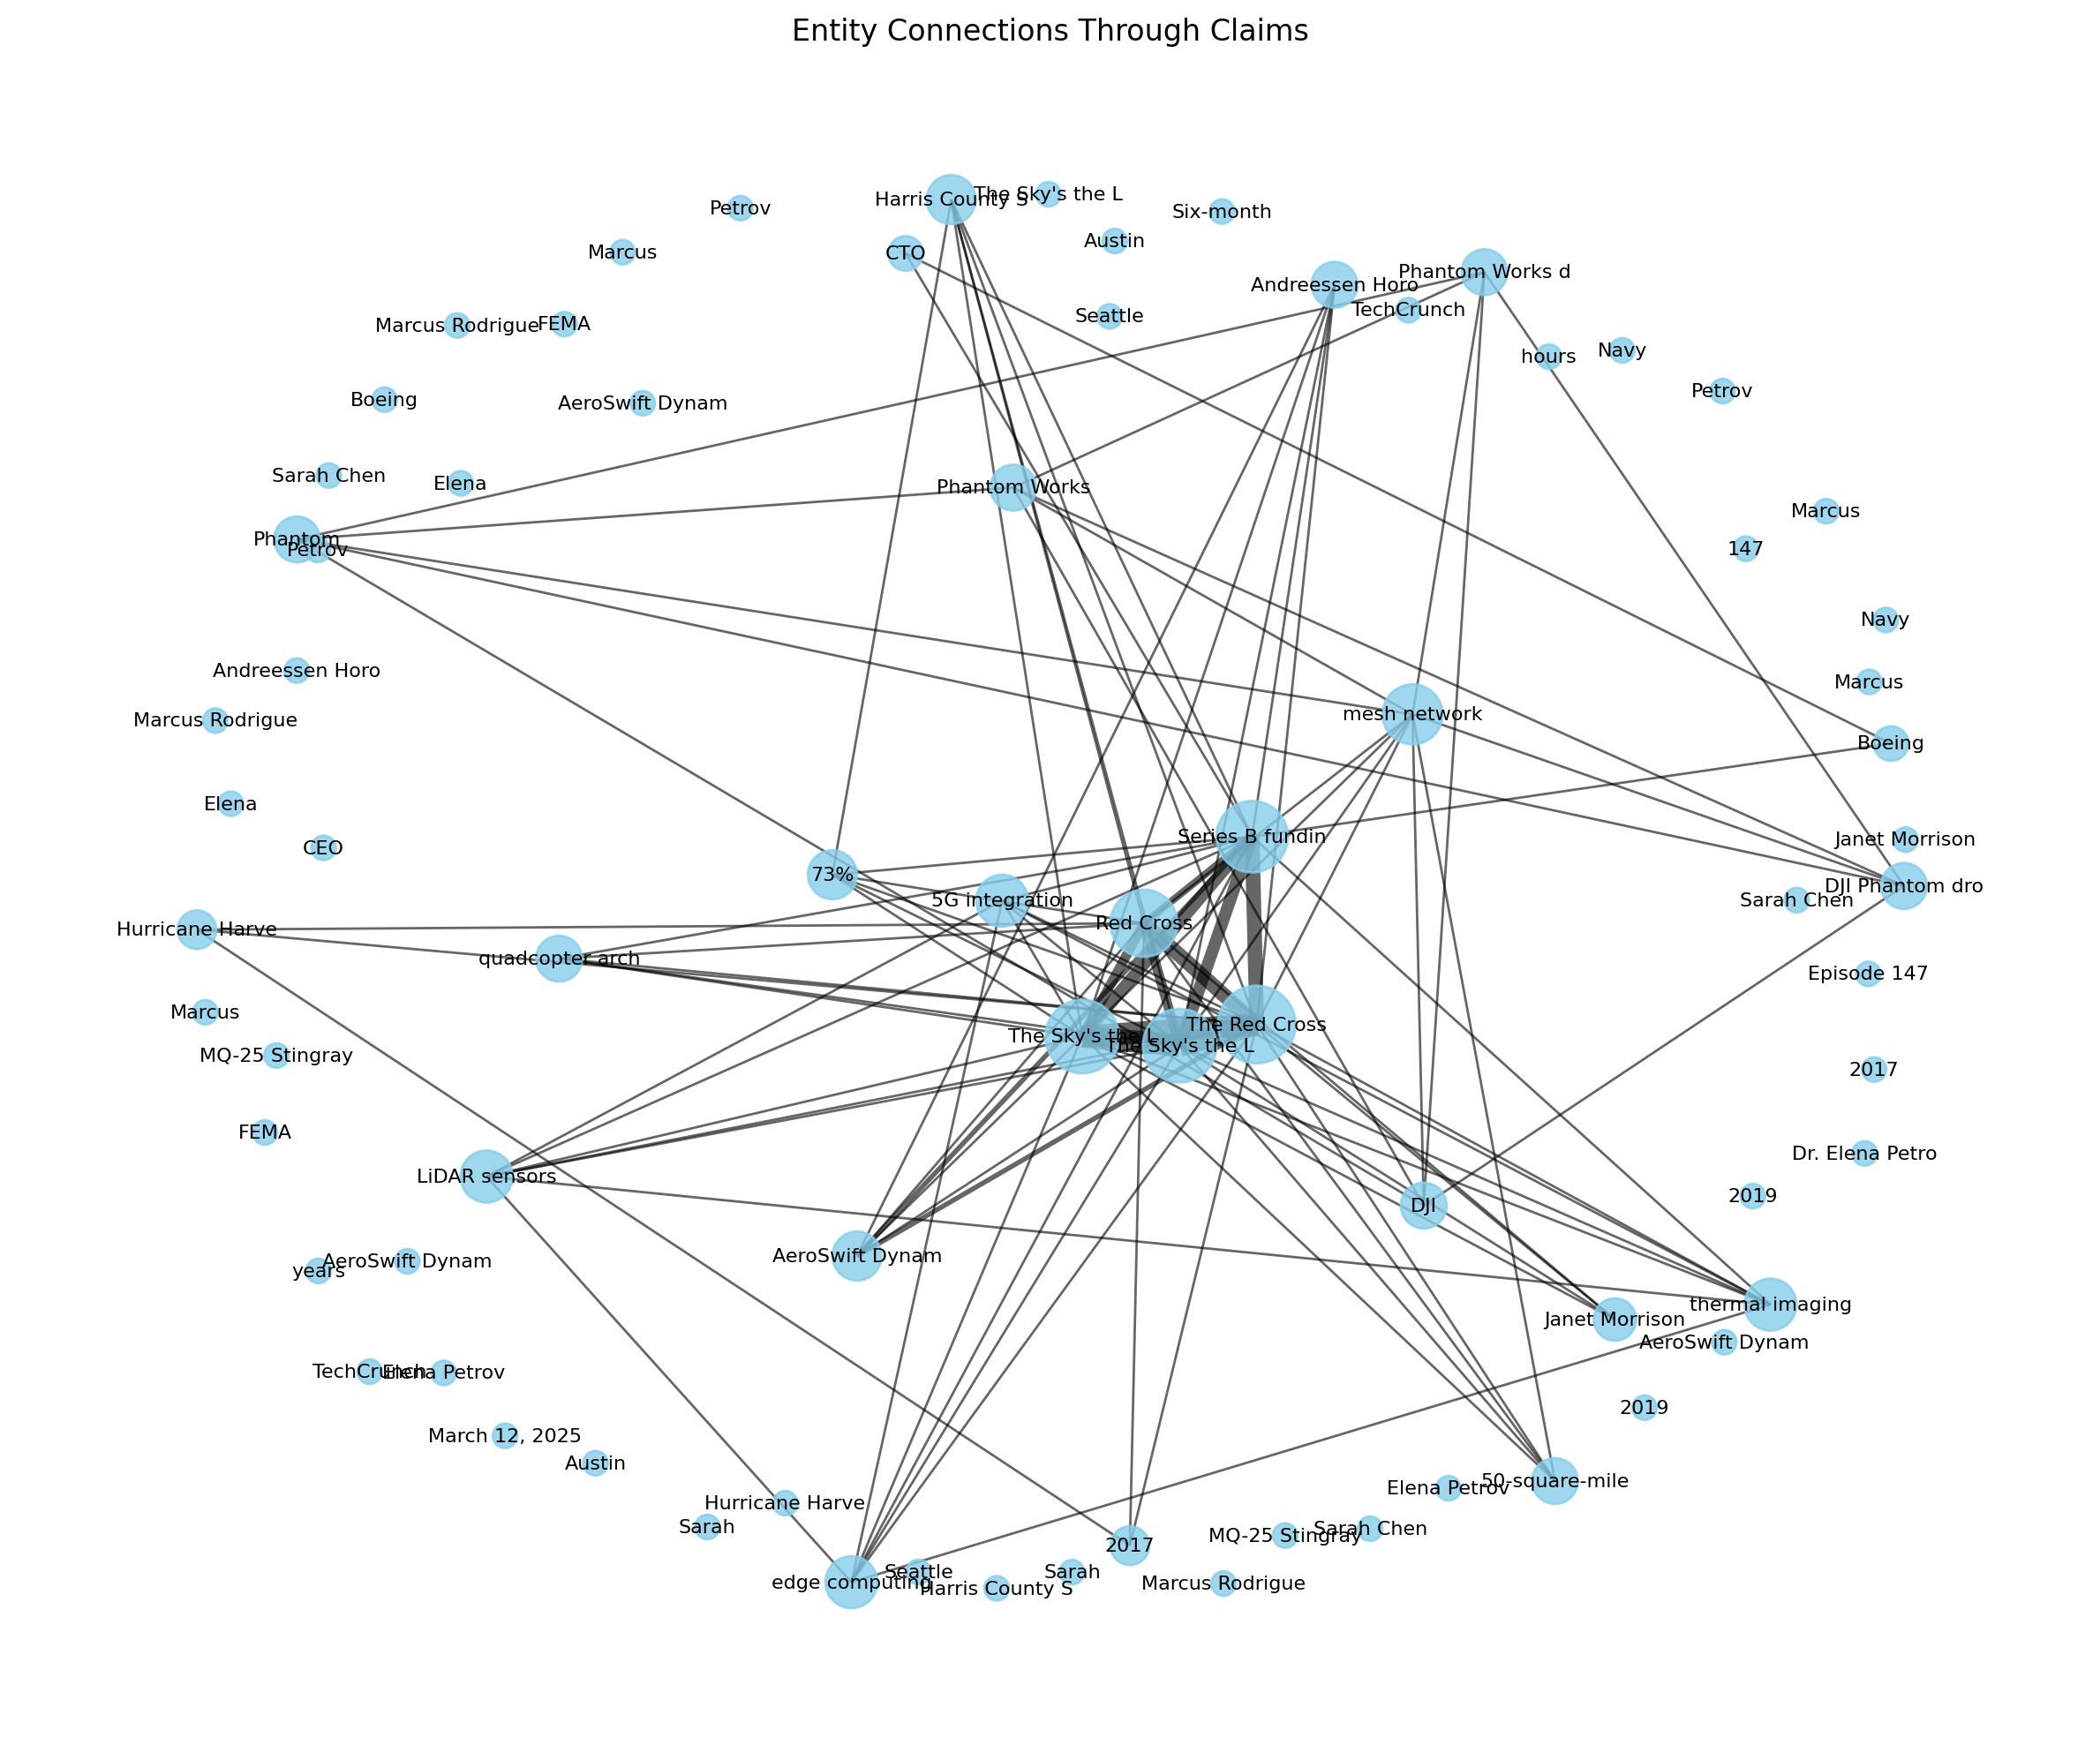 Entity Connections Through Claims
The Sky's the L
Harris County S
Petrov
Six-month
Austin
Marcus
CTO
Phantom Works d
Andreessen Horo
TechCrunch
Seattle
Marcus Rodrigue
FEMA
Navy
hours
Petrov
Boeing
AeroSwift Dynam
Sarah Chen
Elena
Phantom Works
Marcus
Phantom
Petrov
147
Navy
Andreessen Horo
Marcus
Marcus Rodrigue
mesh network
Boeing
Elena
Series B fundin
Janet Morrison
CEO
73%
DJI Phantom dro
5G integration
Sarah Chen
Red Cross
Hurricane Harve
quadcopter arch
Episode 147
Marcus
The Red Cross
The Sky's the L
The Sky's the L
MQ-25 Stingray
2017
FEMA
Dr. Elena Petro
LiDAR sensors
2019
DJI
AeroSwift Dynam
AeroSwift Dynam
years
thermal imaging
Janet Morrison
AeroSwift Dynam
TechCrunch
Elena Petrov
2019
March 12, 2025
Austin
50-square-mile
Elena Petrov
Hurricane Harve
Sarah
Sarah Chen
MQ-25 Stingray
2017
Seattle
Sarah
edge computing
Harris County S
Marcus Rodrigue